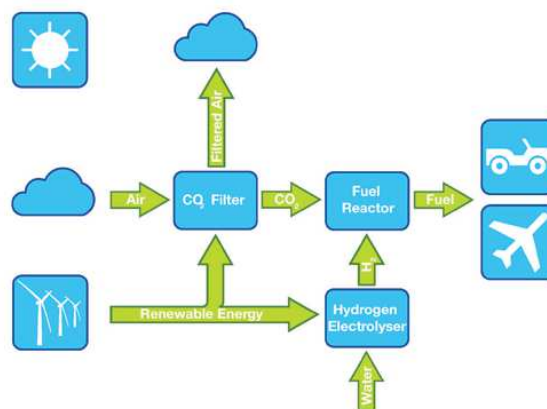 Filtered Air
Air
CO₂ Filter
CO₂
Fuel
Reactor
Fuel
H₂
Renewable Energy
Hydrogen
Electrolyser
Water